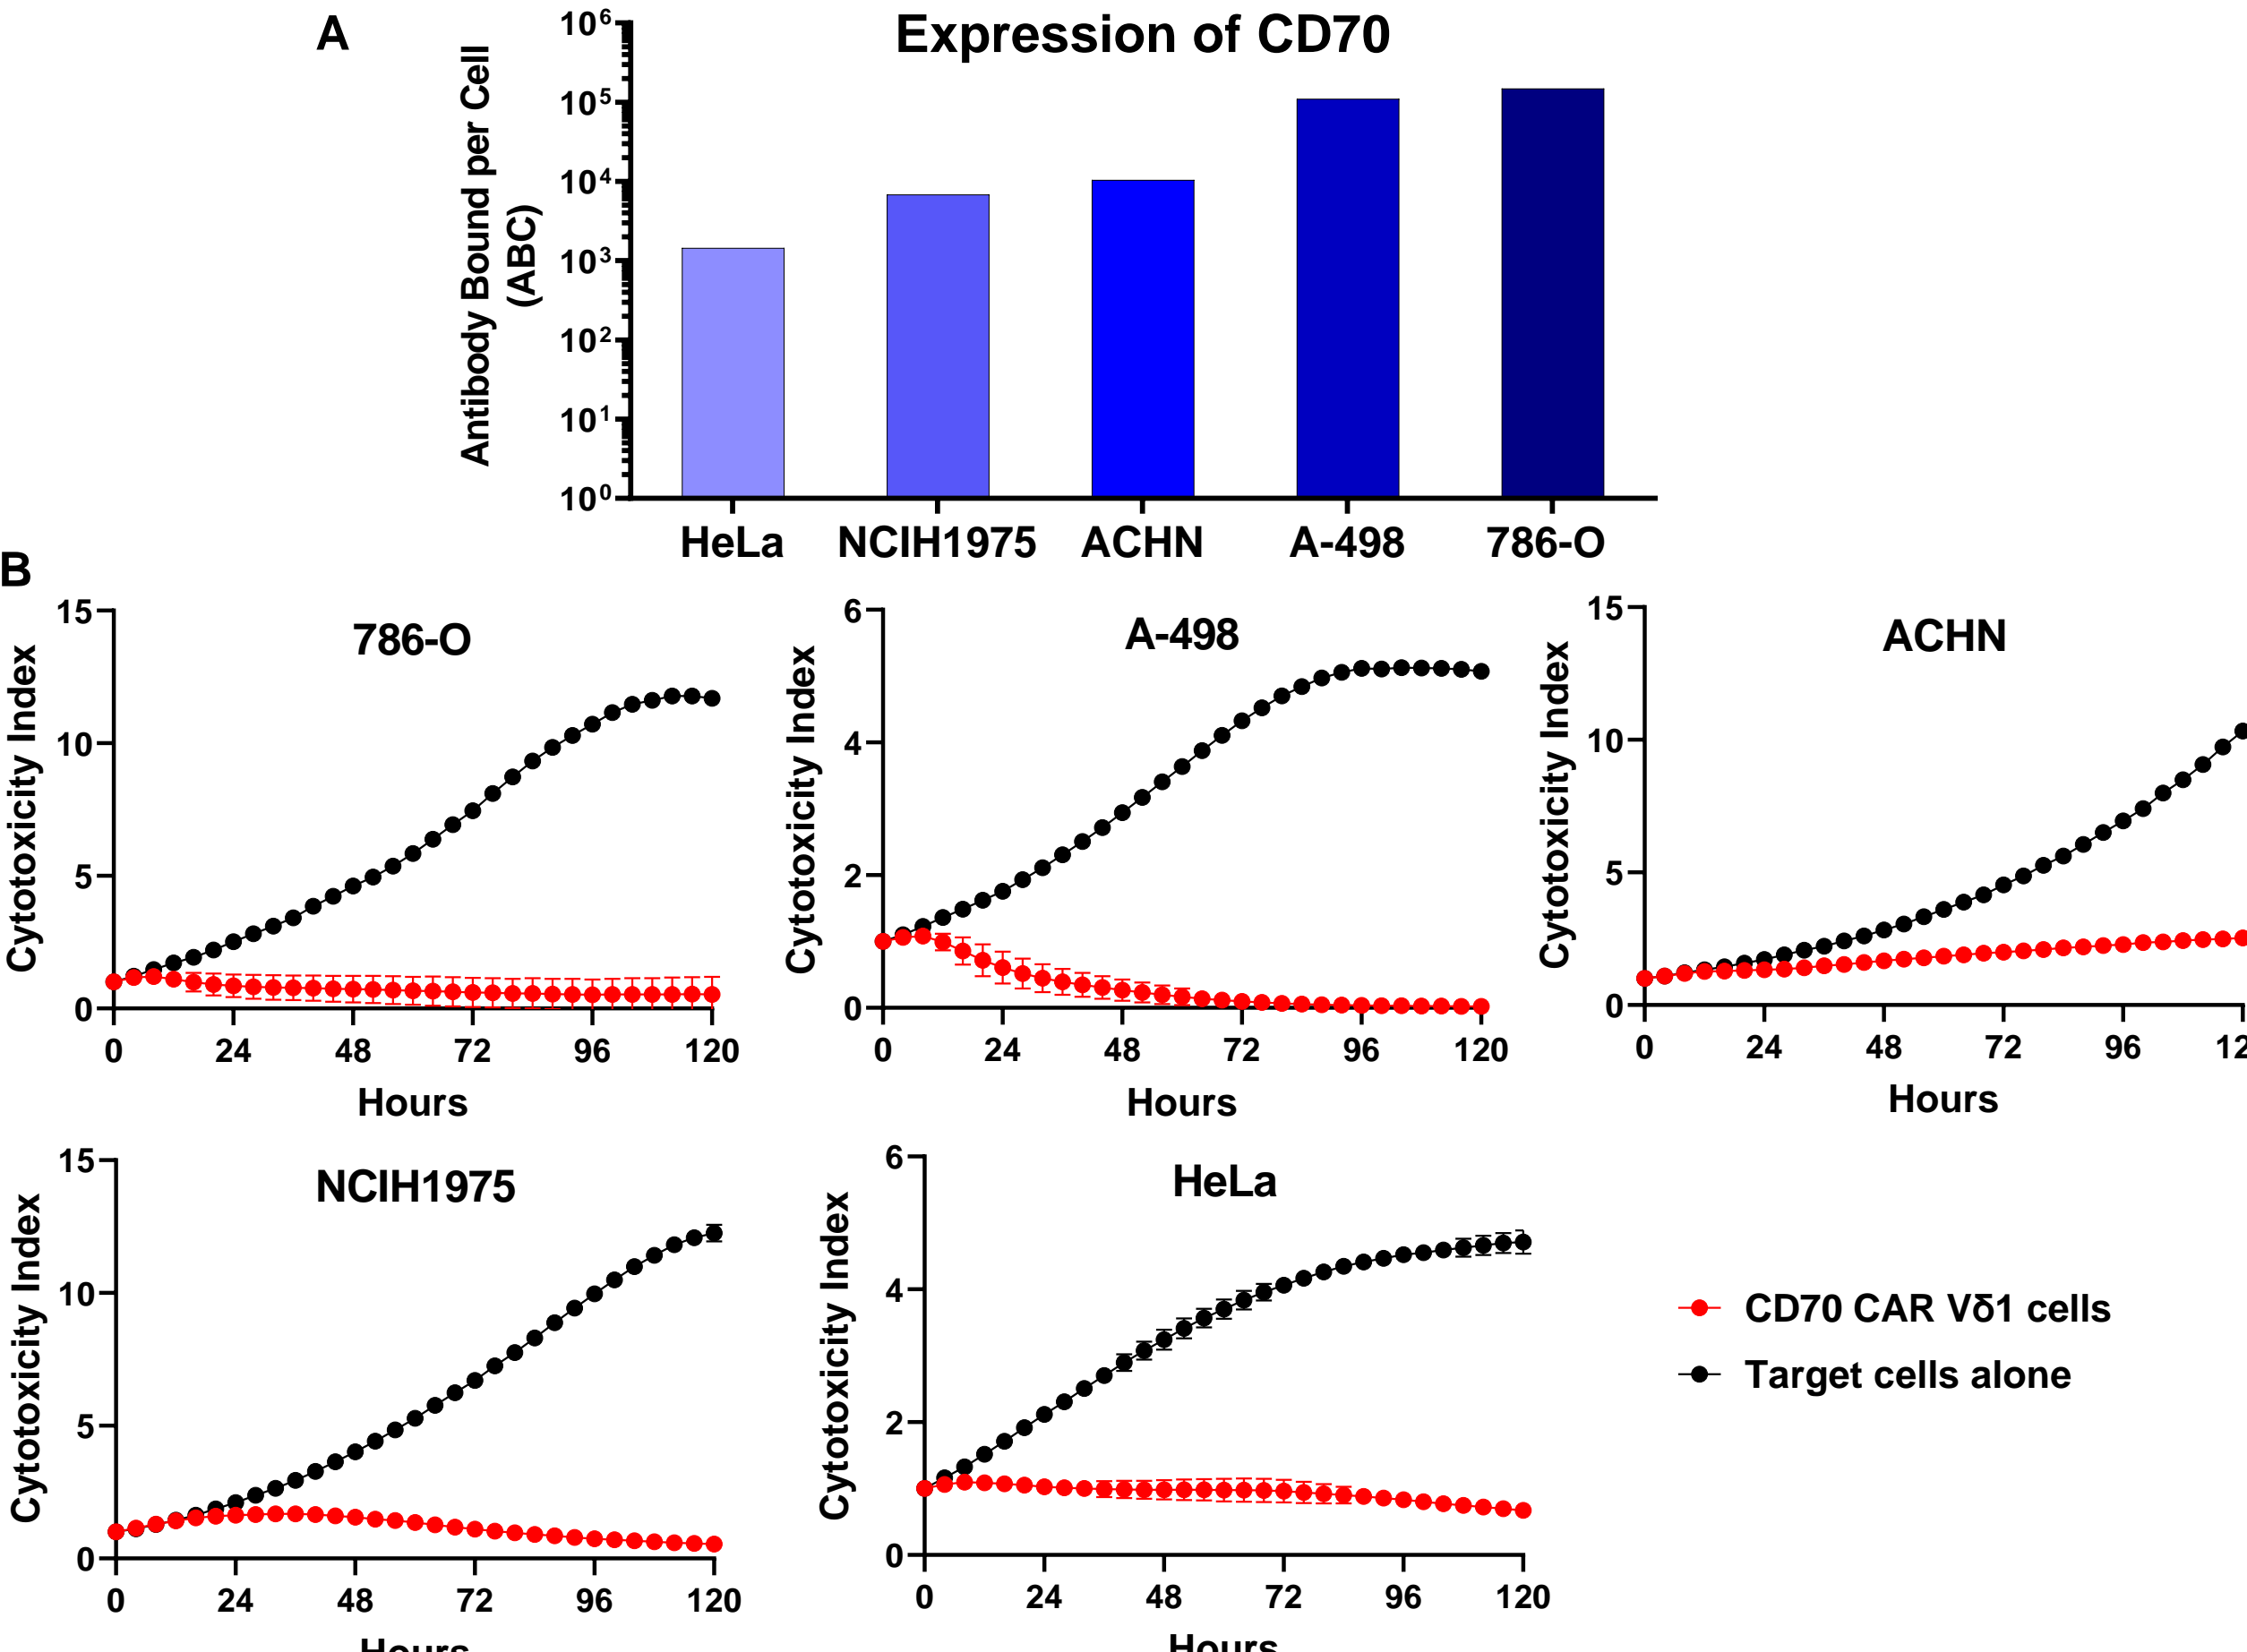 A
Expression of CD70
Antibody Bound per Cell
(ABC)
10⁶
10⁵
10⁴
10³
10²
10¹
10⁰
HeLa NCIH1975 ACHN A-498 786-O
B
786-O
Cytotoxicity Index
15
10
5
0
0 24 48 72 96 120
Hours
A-498
Cytotoxicity Index
6
4
2
0
0 24 48 72 96 120
Hours
ACHN
Cytotoxicity Index
15
10
5
0
0 24 48 72 96 12
Hours
NCIH1975
Cytotoxicity Index
15
10
5
0
0 24 48 72 96 120
Hours
HeLa
Cytotoxicity Index
6
4
2
0
0 24 48 72 96 120
Hours
CD70 CAR Vδ1 cells
Target cells alone